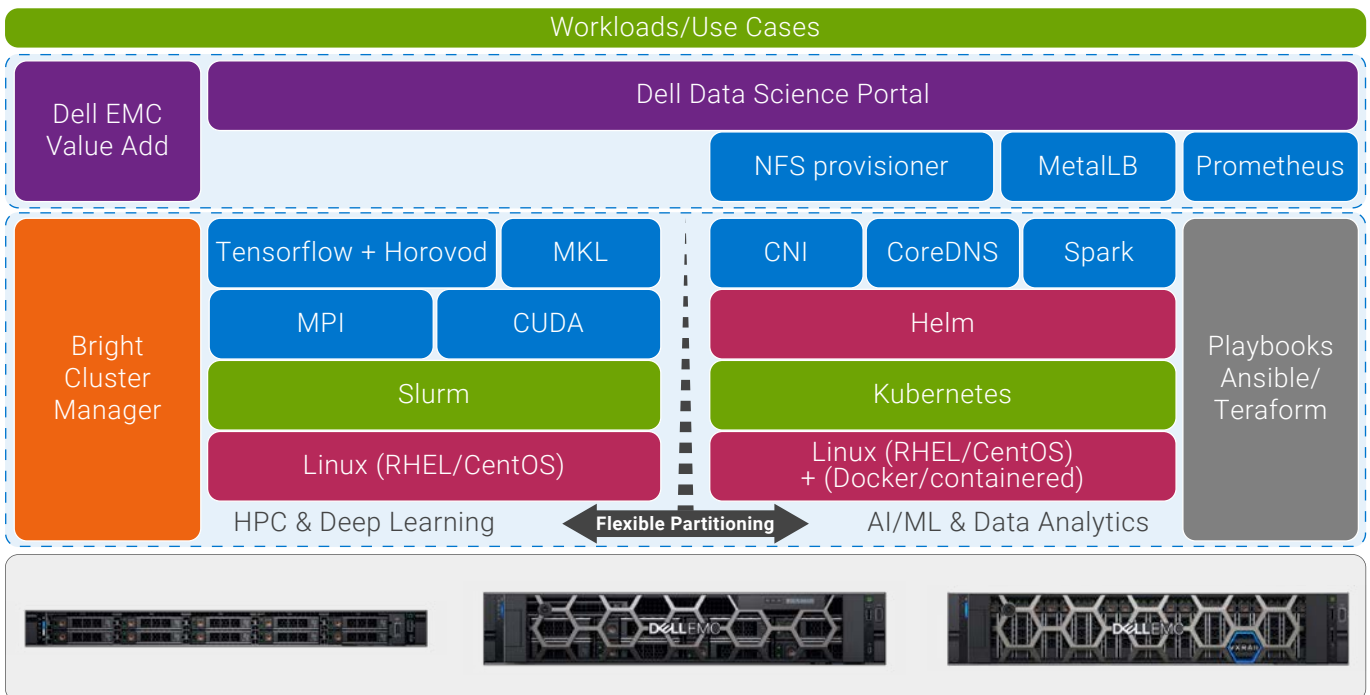 Workloads/Use Cases
Dell EMC
Value Add
Dell Data Science Portal
NFS provisioner
MetalLB
Prometheus
Bright
Cluster
Manager
Tensorflow + Horovod
MKL
MPI
CUDA
Slurm
Linux (RHEL/CentOS)
HPC & Deep Learning
Flexible Partitioning
CNI
CoreDNS
Spark
Helm
Kubernetes
Linux (RHEL/CentOS)
+ (Docker/containered)
AI/ML & Data Analytics
Playbooks
Ansible/
Teraform
DELLEMC
DELLEMC
VXRAIL